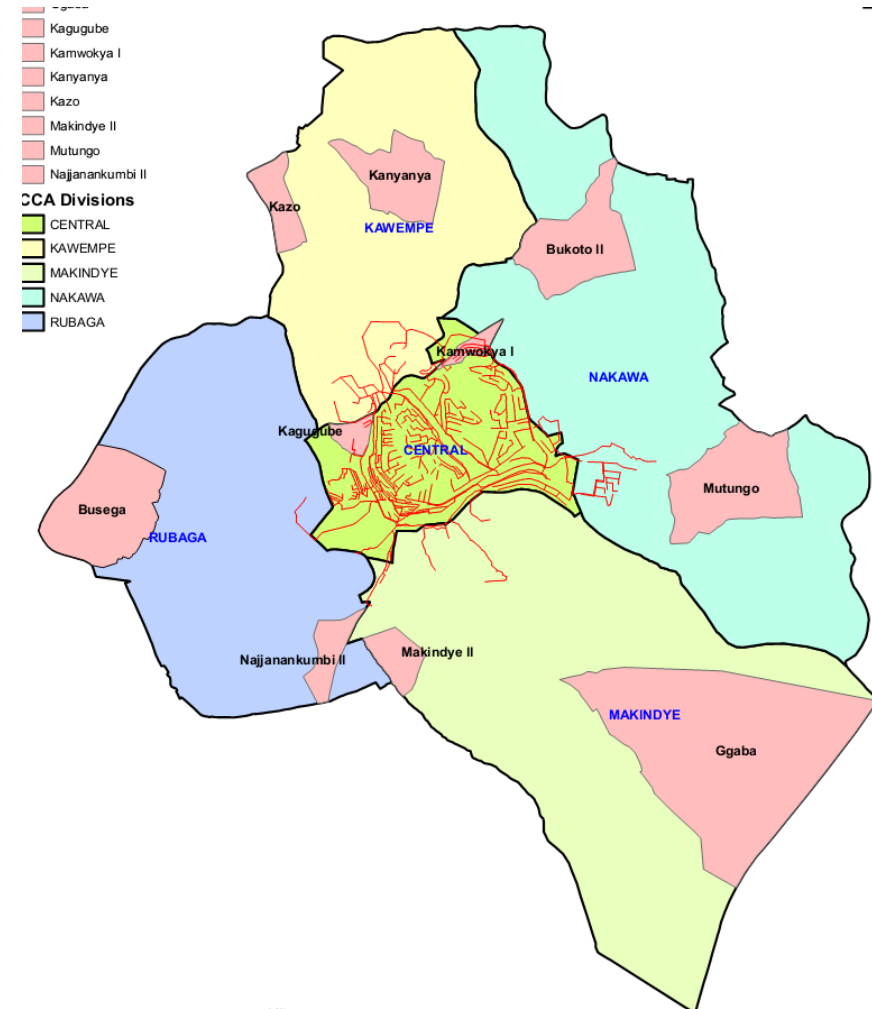 Kagugube
Kamwokya I
Kanyanya
Kazo
Makindye II
Mutungo
Najjanankumbi II
CCA Divisions
CENTRAL
KAWEMPE
MAKINDYE
NAKAWA
RUBAGA
Kanyanya
Kazo
KAWEMPE
Bukoto II
Kamwokya I
NAKAWA
Kagugube
CENTRAL
Mutungo
Busega
RUBAGA
Najjanankumbi II
Makindye II
MAKINDYE
Ggaba